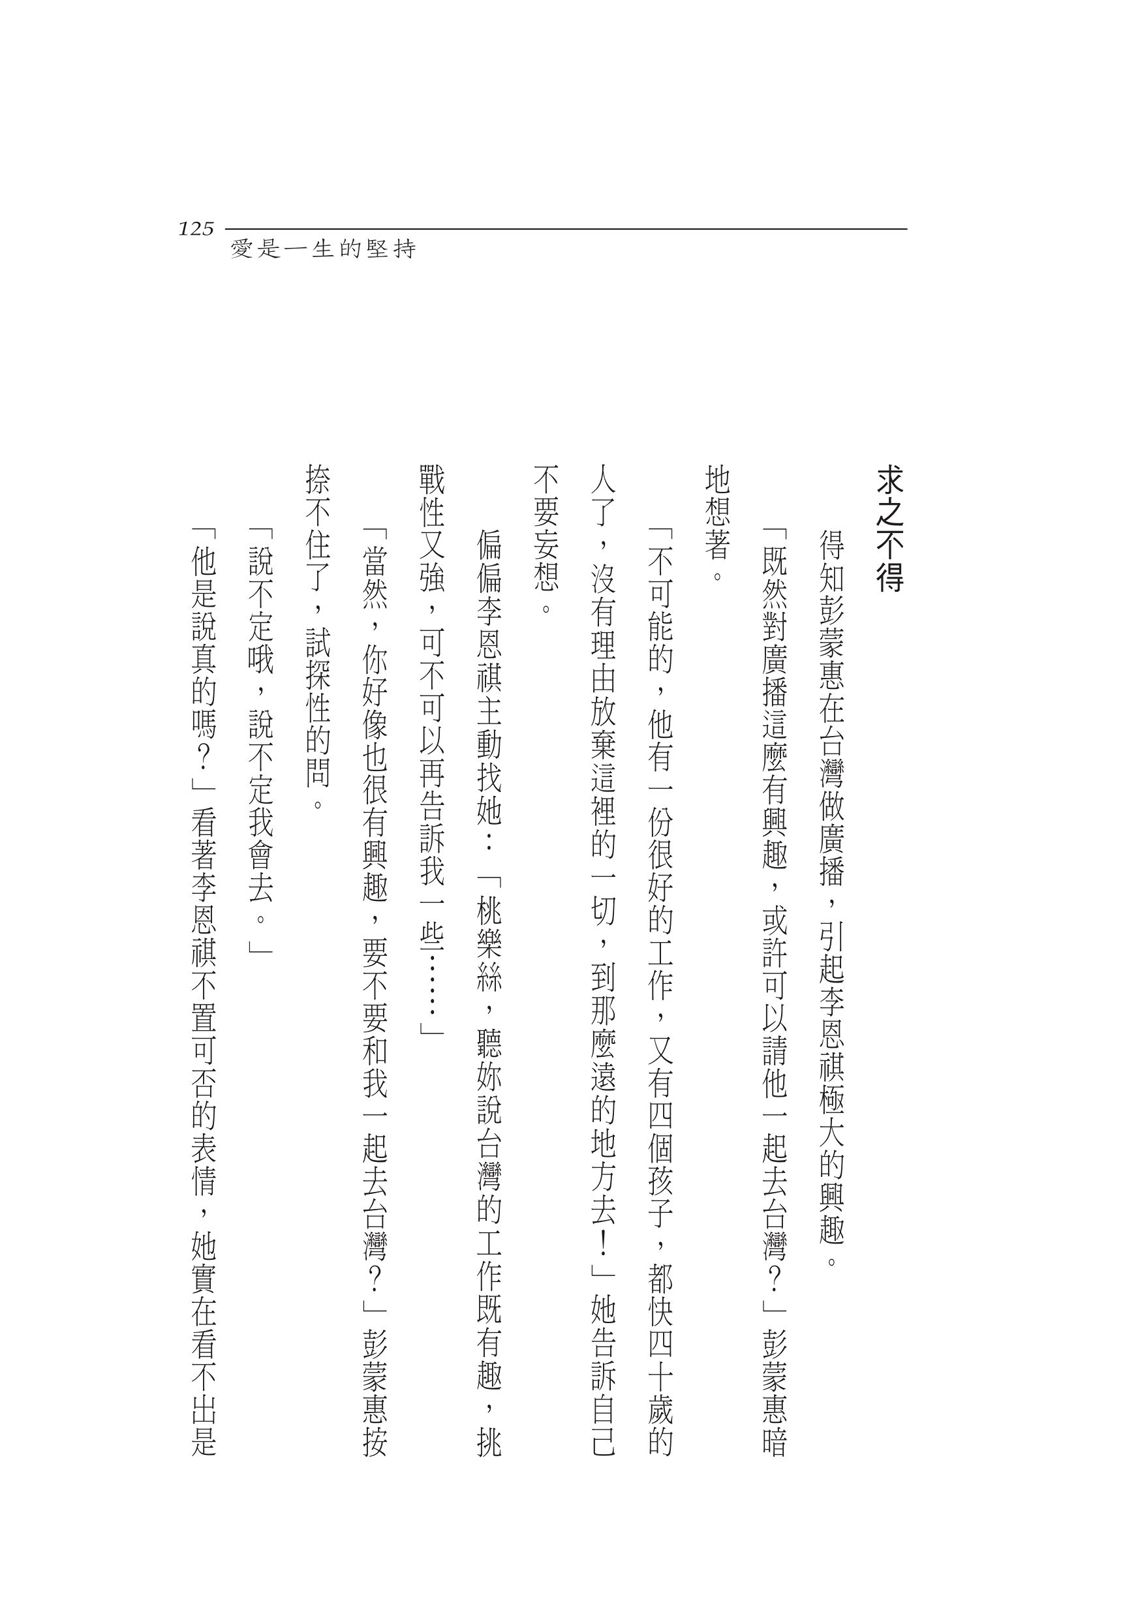 125
愛是一生的堅持
求之不得
得知彭蒙惠在台灣做廣播，引起李恩祺極大的興趣。
「既然對廣播這麼有興趣，或許可以請他一起去台灣？」彭蒙惠暗
地想著。
「不可能的，他有一份很好的工作，又有四個孩子，都快四十歲的
人了，沒有理由放棄這裡的一切，到那麼遠的地方去！」她告訴自己
不要妄想。
偏偏李恩祺主動找她：「桃樂絲，聽妳說台灣的工作既有趣，挑
戰性又強，可不可以再告訴我一些……」
「當然，你好像也很有興趣，要不要和我一起去台灣？」彭蒙惠按
捺不住了，試探性的問。
「說不定哦，說不定我會去。」
「他是說真的嗎？」看著李恩祺不置可否的表情，她實在看不出是